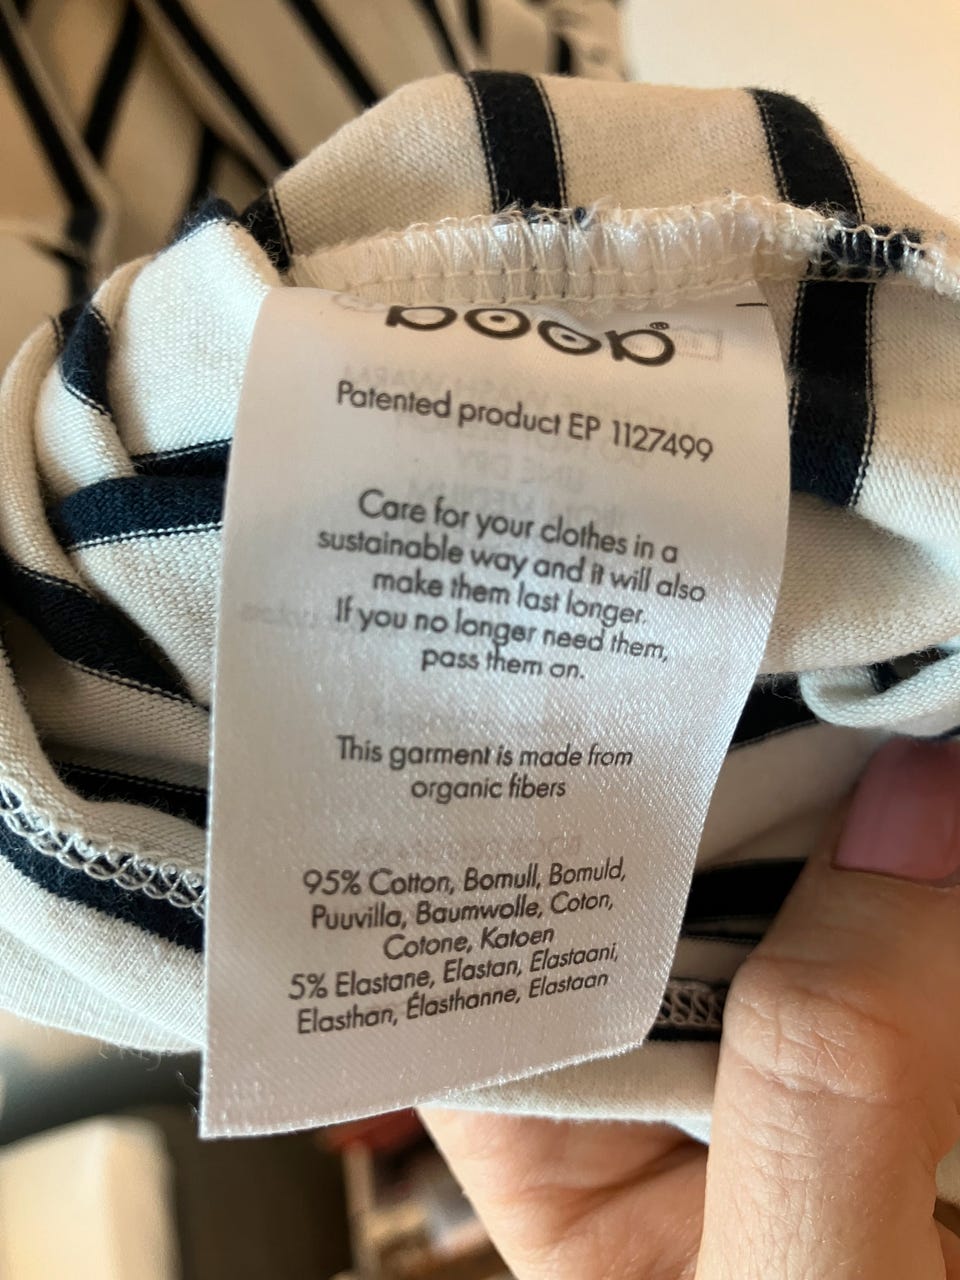 boob®
Patented product EP 1127499
Care for your clothes in a
sustainable way and it will also
make them last longer.
If you no longer need them,
pass them on.
This garment is made from
organic fibers
95% Cotton, Bomull, Bomuld,
Puuvilla, Baumwolle, Coton,
Cotone, Katoen
5% Elastane, Elastan, Elastaani,
Elasthan, Élasthanne, Elastaan